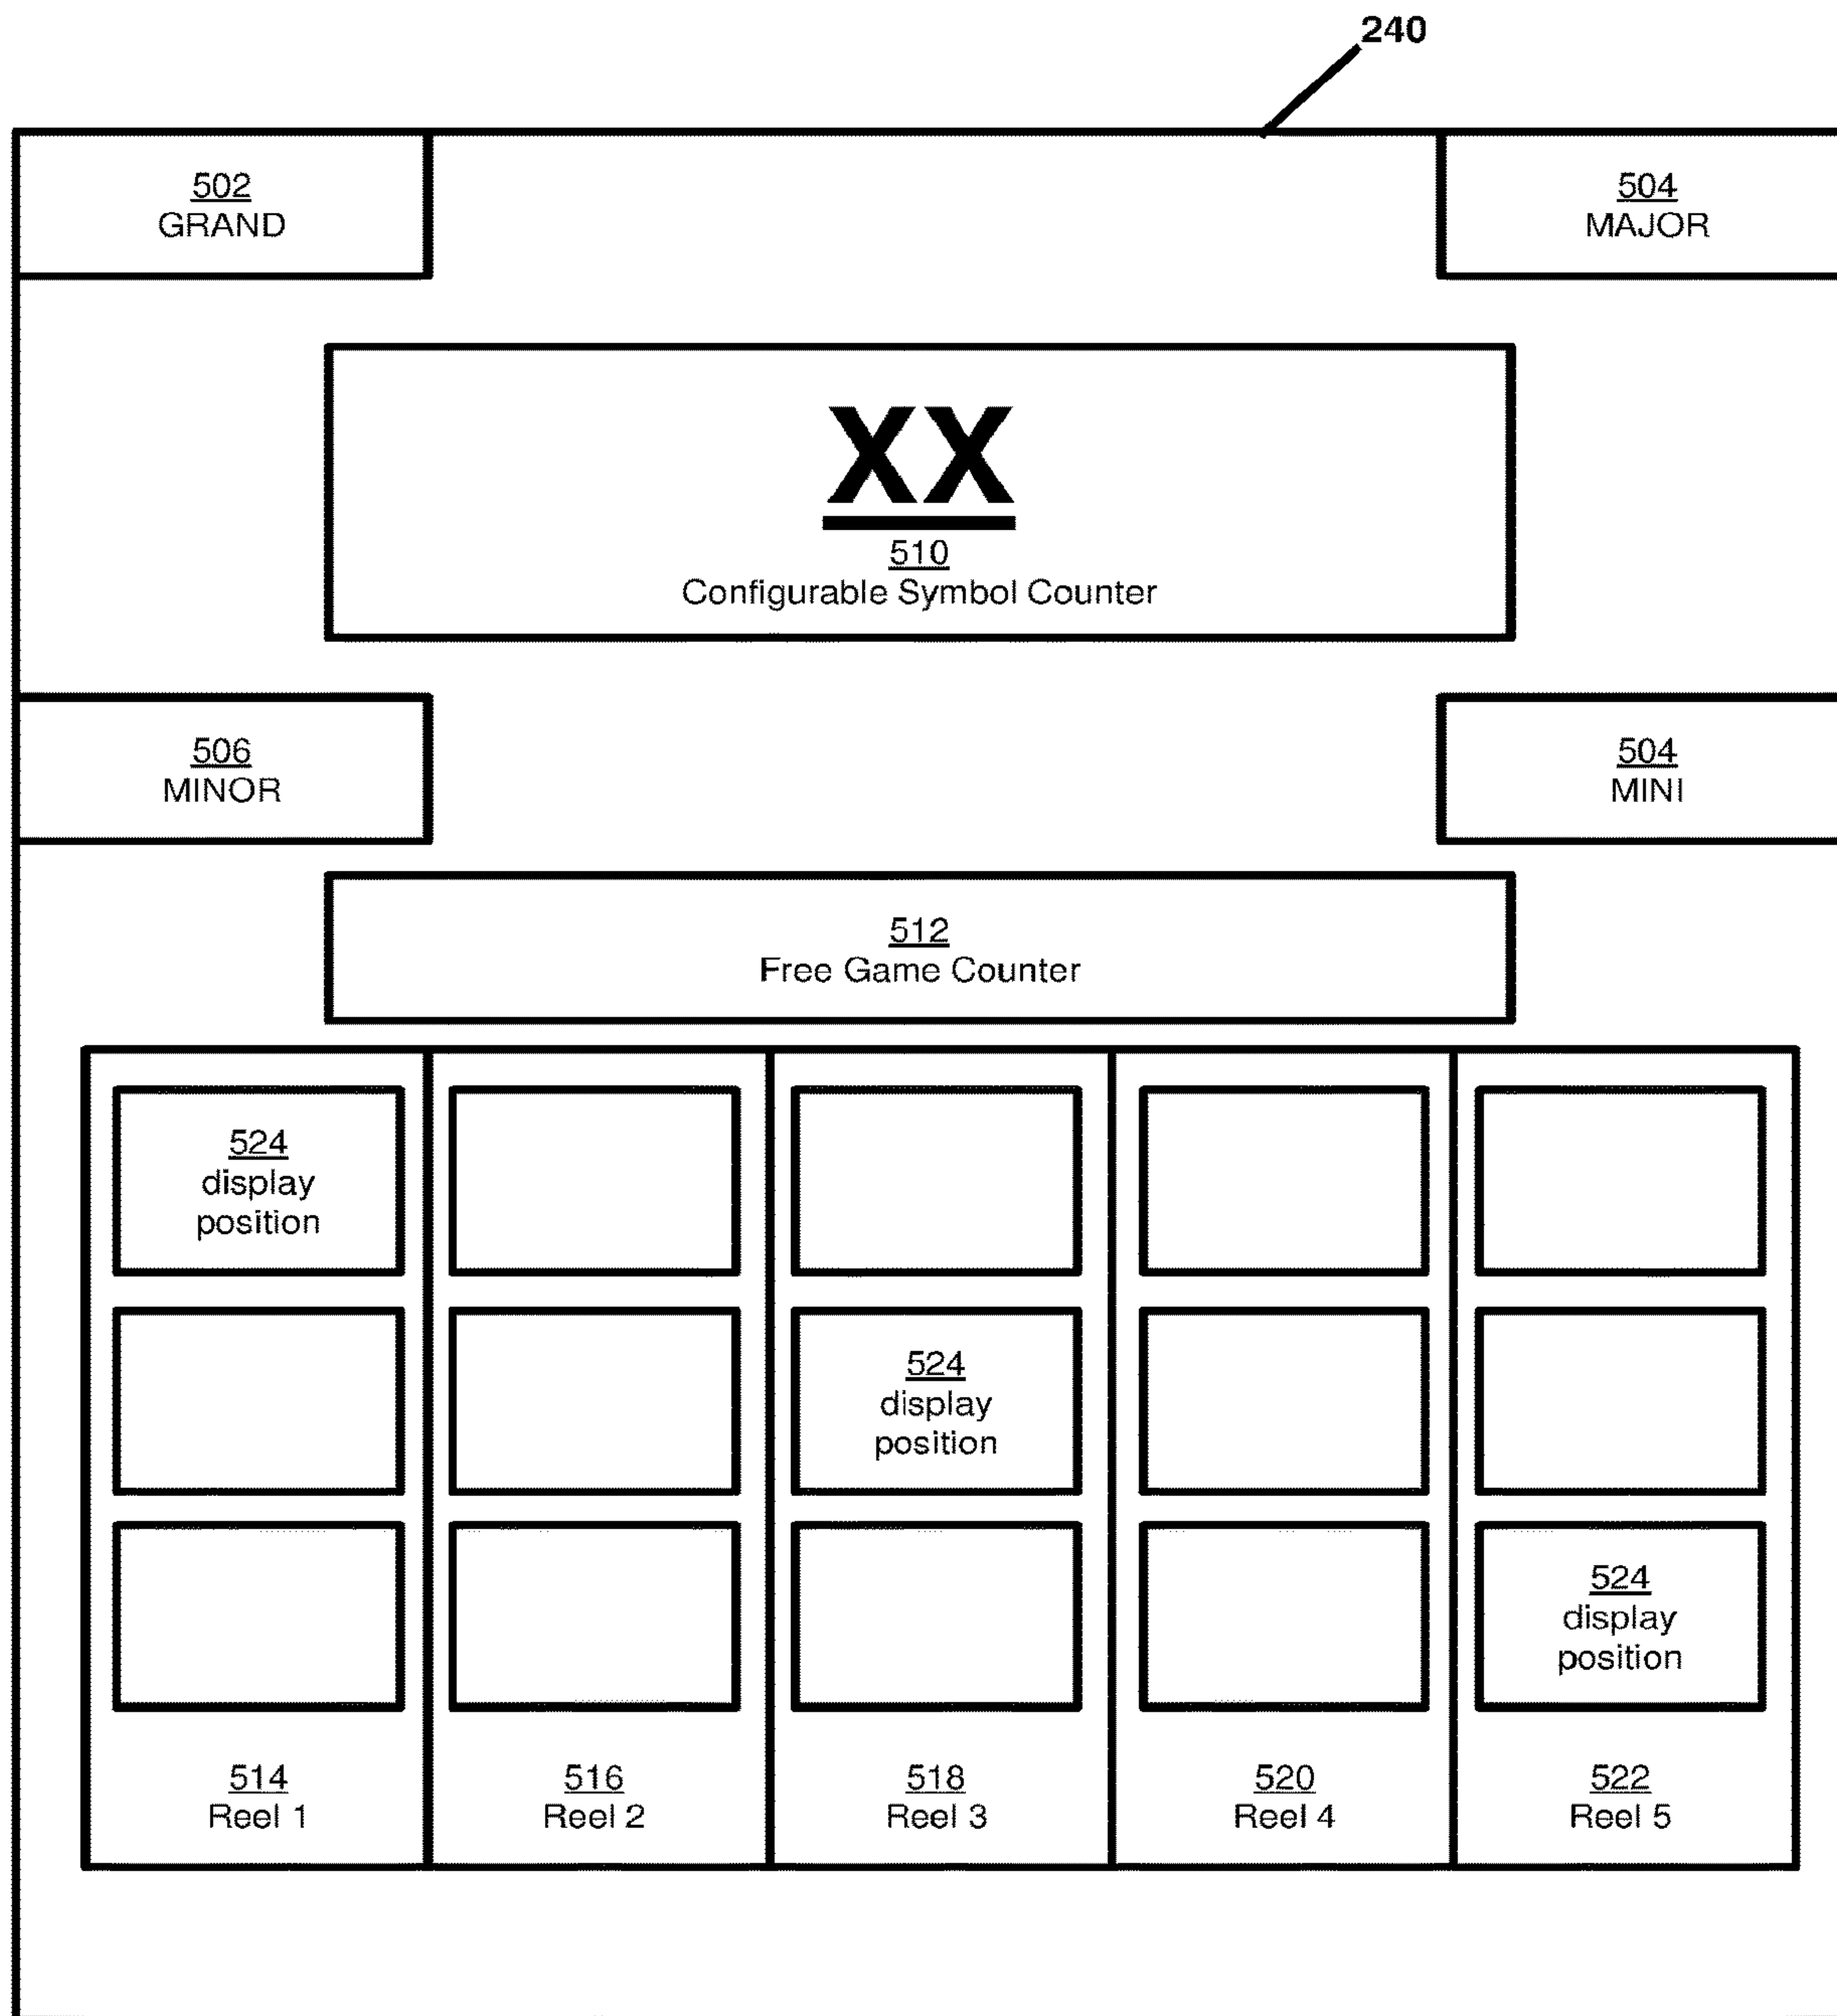 240
502
GRAND
504
MAJOR
XX
510
Configurable Symbol Counter
506
MINOR
504
MINI
512
Free Game Counter
524
display
position
524
display
position
524
display
position
514
Reel 1
516
Reel 2
518
Reel 3
520
Reel 4
522
Reel 5